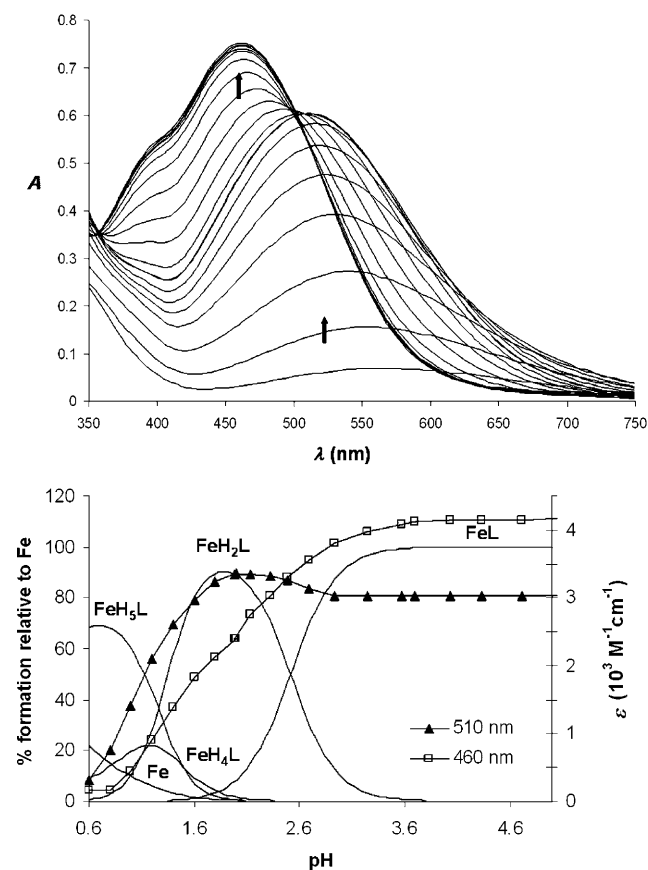 0.8
0.7
0.6
0.5
A
0.4
0.3
0.2
0.1
0
350 400 450 500 550 600 650 700 750
λ (nm)
120
100
80
60
40
20
0
% formation relative to Fe
FeH5L
FeH2L
FeL
FeH4L
Fe
510 nm
460 nm
4
3
2
1
0
ε (10³ M⁻¹cm⁻¹)
0.6 1.6 2.6 3.6 4.6
pH